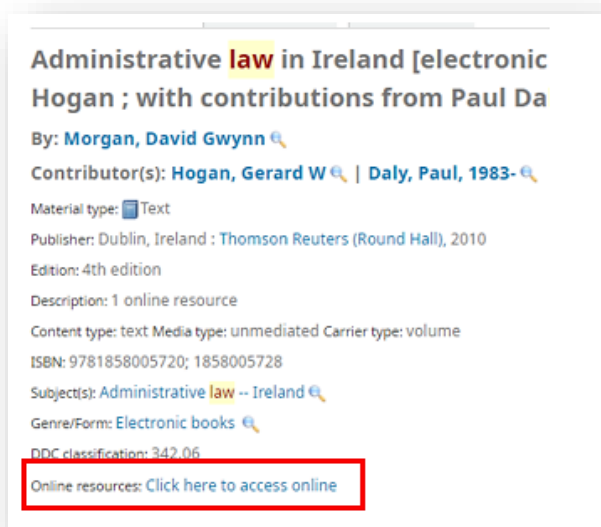 Administrative law in Ireland [electronic
Hogan ; with contributions from Paul Da
By: Morgan, David Gwynn
Contributor(s): Hogan, Gerard W | Daly, Paul, 1983-
Material type: Text
Publisher: Dublin, Ireland : Thomson Reuters (Round Hall), 2010
Edition: 4th edition
Description: 1 online resource
Content type: text Media type: unmediated Carrier type: volume
ISBN: 9781858005720; 1858005728
Subject(s): Administrative law -- Ireland
Genre/Form: Electronic books
DDC classification: 342.06
Online resources: Click here to access online